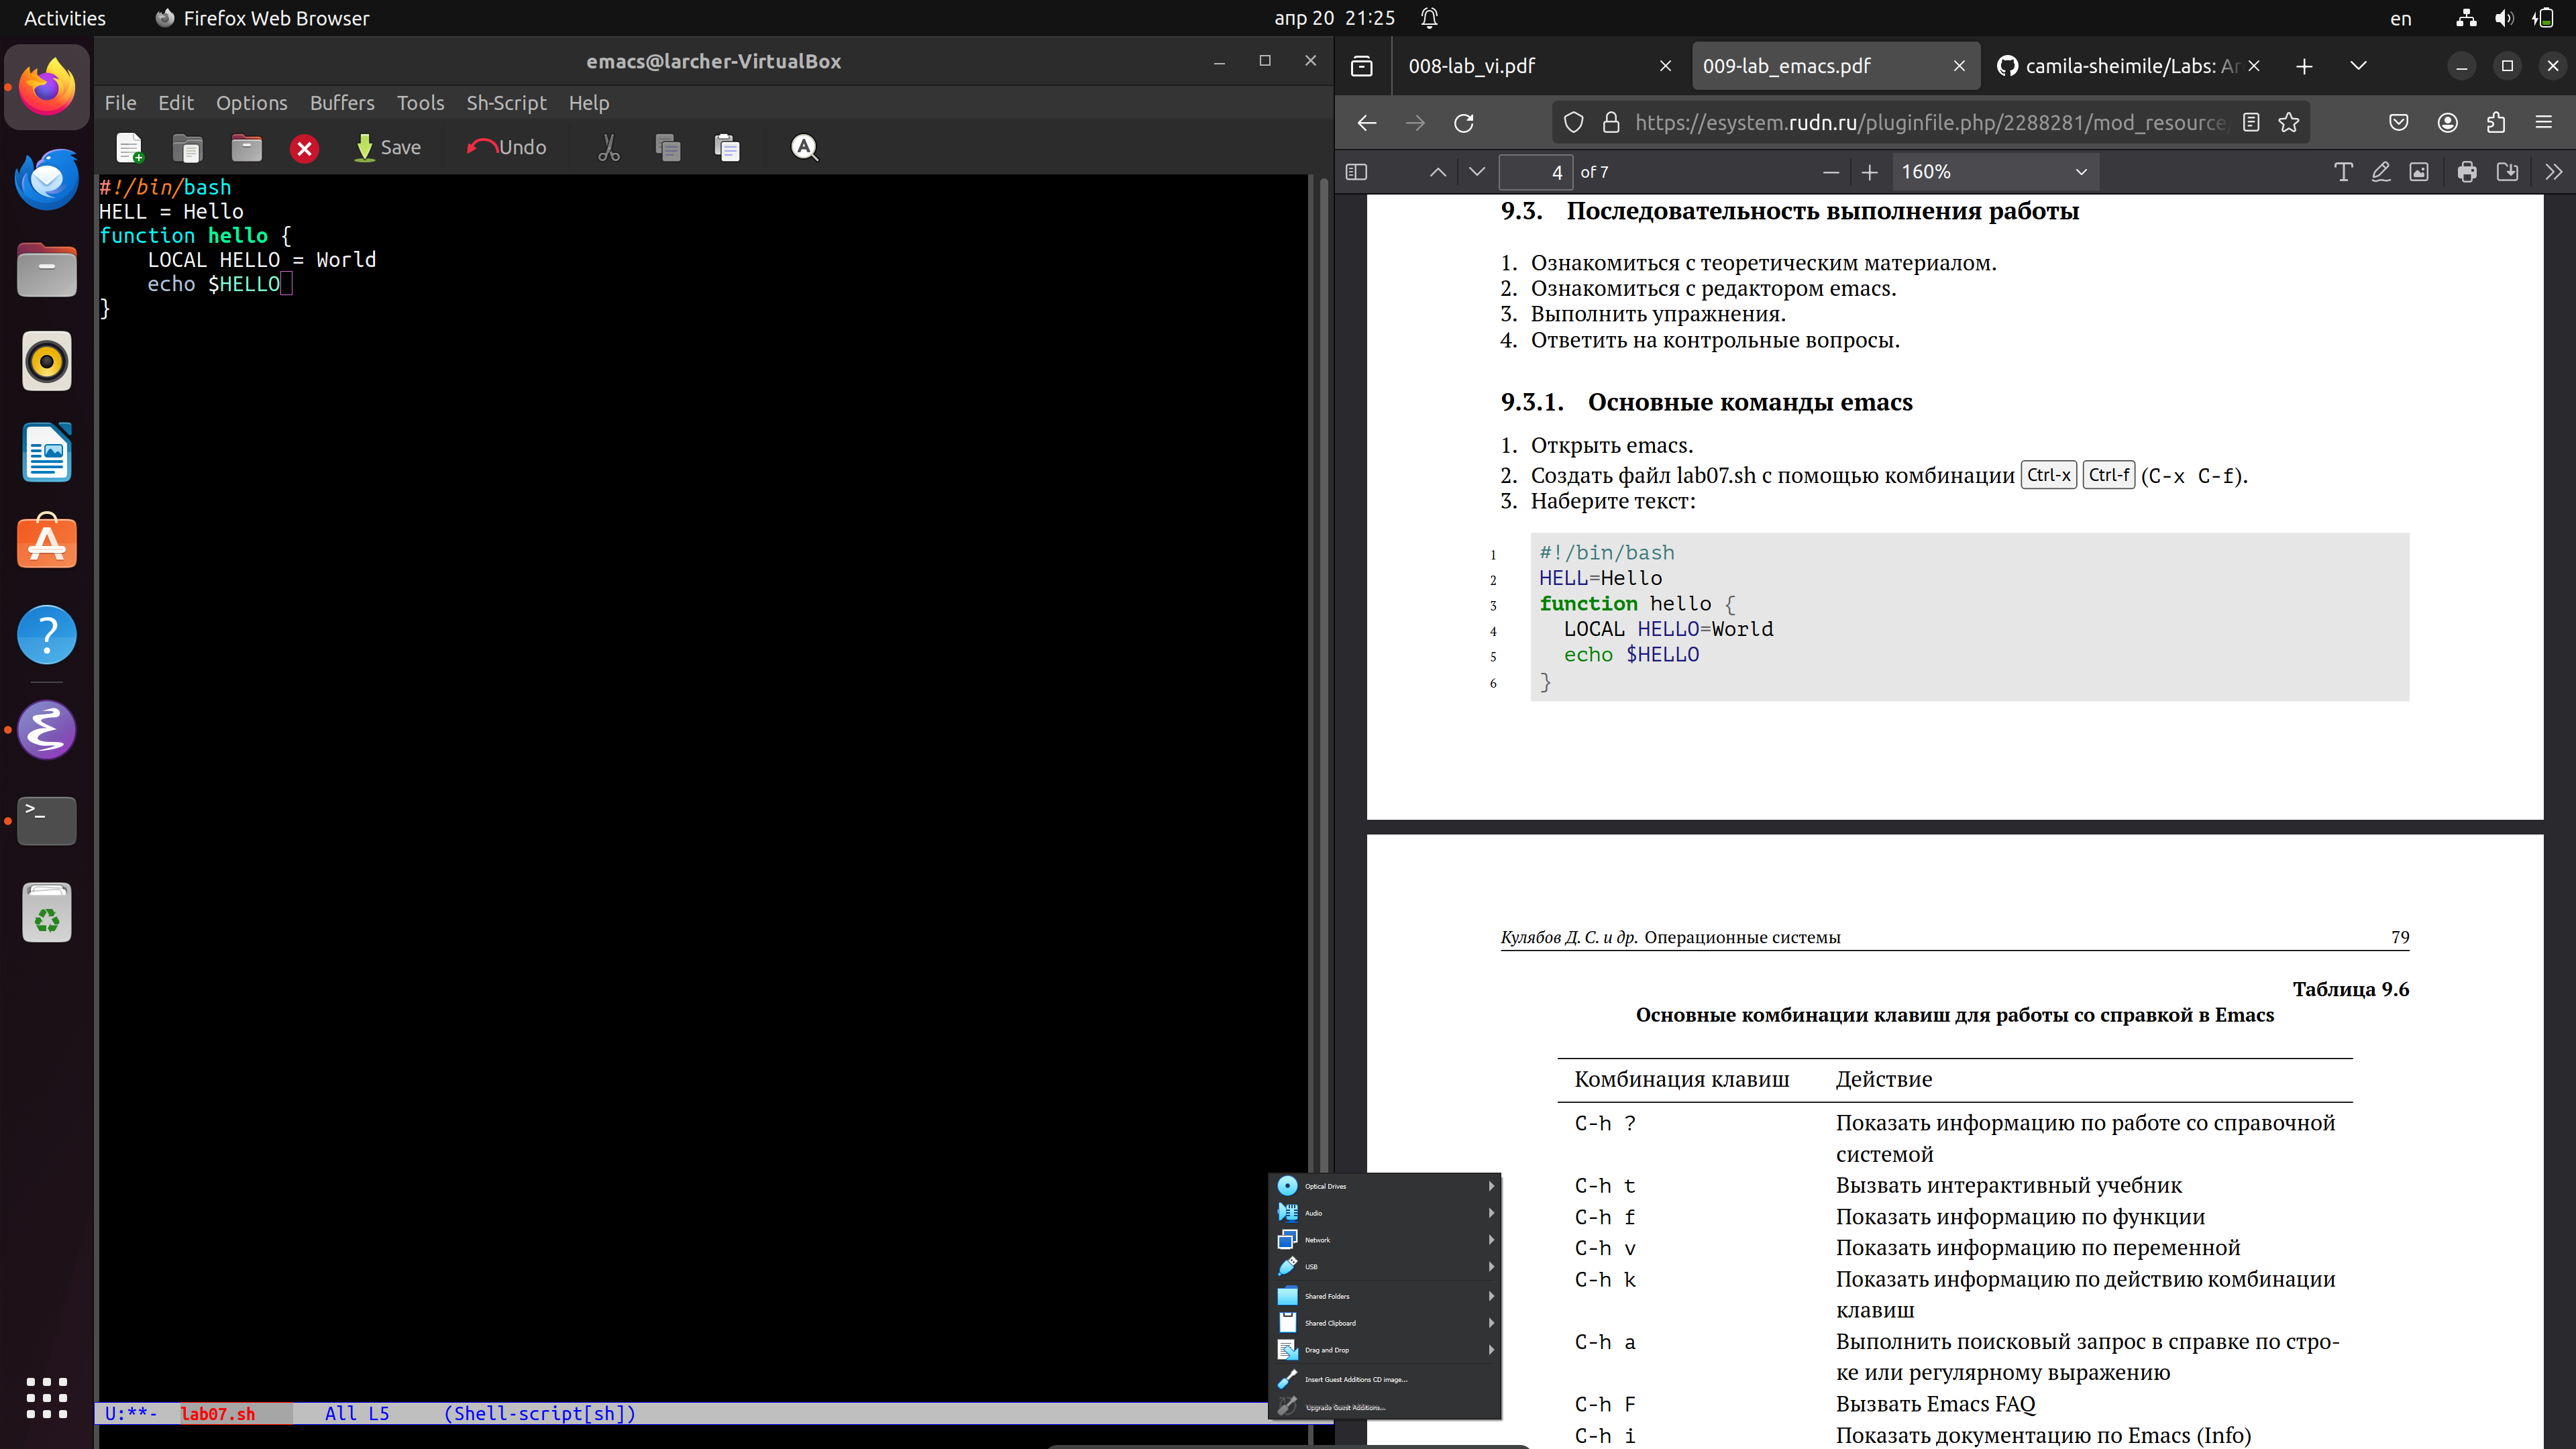 Activities
Firefox Web Browser
апр 20 21:25
en
emacs@larcher-VirtualBox
File Edit Options Buffers Tools Sh-Script Help
Save Undo
#!/bin/bash
HELL = Hello
function hello {
LOCAL HELLO = World
echo $HELLO
}
U:**- lab07.sh All L5 (Shell-script[sh])
Optical Drives
Audio
Network
USB
Shared Folders
Shared Clipboard
Drag and Drop
Insert Guest Additions CD image...
Upgrade Guest Additions...
008-lab_vi.pdf
009-lab_emacs.pdf
camila-sheimile/Labs: Ar
https://esystem.rudn.ru/pluginfile.php/2288281/mod_resource/
4 of 7
160%
9.3. Последовательность выполнения работы
1. Ознакомиться с теоретическим материалом.
2. Ознакомиться с редактором emacs.
3. Выполнить упражнения.
4. Ответить на контрольные вопросы.
9.3.1. Основные команды emacs
1. Открыть emacs.
2. Создать файл lab07.sh с помощью комбинации Ctrl-x Ctrl-f (C-x C-f).
3. Наберите текст:
1 #!/bin/bash
2 HELL=Hello
3 function hello {
4 LOCAL HELLO=World
5 echo $HELLO
6 }
Кулябов Д. С. и др. Операционные системы 79
Таблица 9.6
Основные комбинации клавиш для работы со справкой в Emacs
Комбинация клавиш Действие
C-h ? Показать информацию по работе со справочной
системой
C-h t Вызвать интерактивный учебник
C-h f Показать информацию по функции
C-h v Показать информацию по переменной
C-h k Показать информацию по действию комбинации
клавиш
C-h a Выполнить поисковый запрос в справке по стро-
ке или регулярному выражению
C-h F Вызвать Emacs FAQ
C-h i Показать документацию по Emacs (Info)